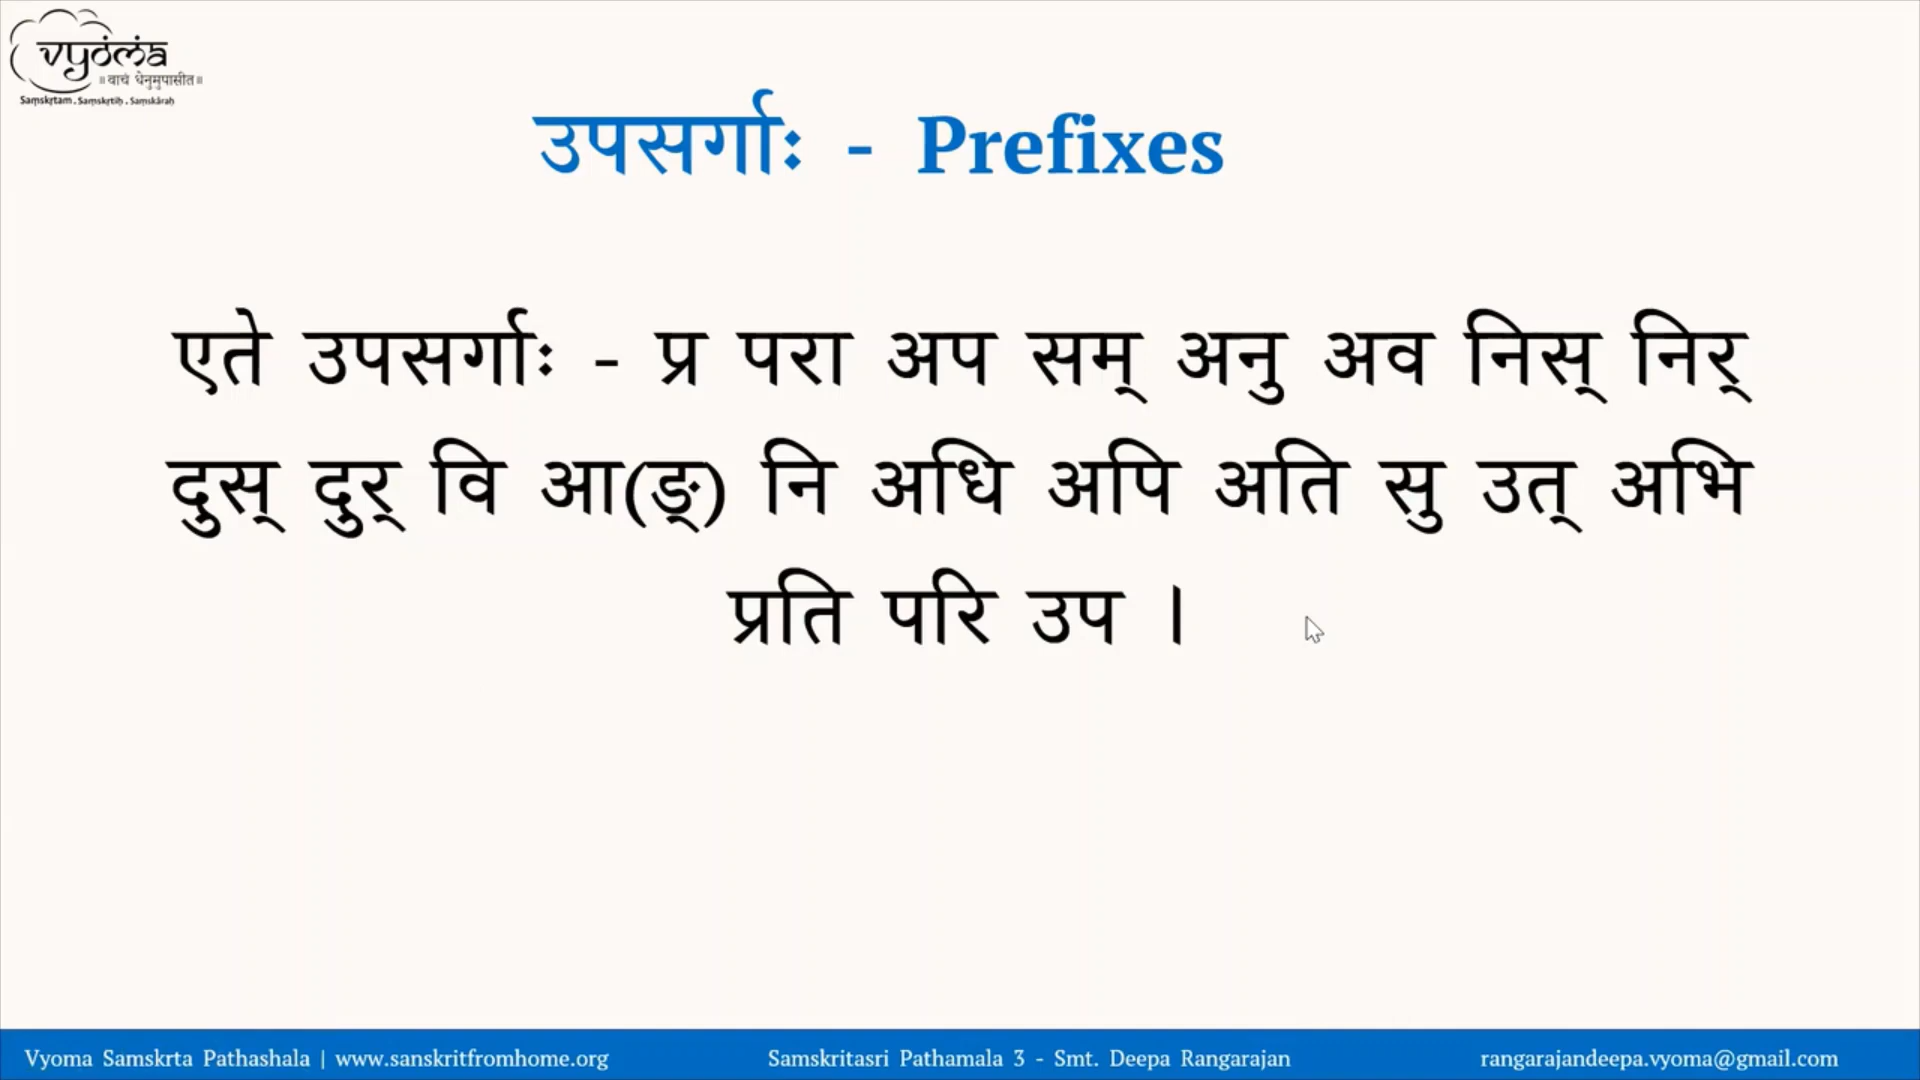 vyoma
॥ वाचं धेनुमुपासीत॥
Saṃskṛtam . Saṃskṛtiḥ . Saṃskāraḥ
उपसर्गाः - Prefixes
एते उपसर्गाः - प्र परा अप सम् अनु अव निस् निर्
दुस् दुर् वि आ(ङ्) नि अधि अपि अति सु उत् अभि
प्रति परि उप ।
Vyoma Samskrta Pathashala | www.sanskritfromhome.org
Samskritasri Pathamala 3 - Smt. Deepa Rangarajan
rangarajandeepa.vyoma@gmail.com